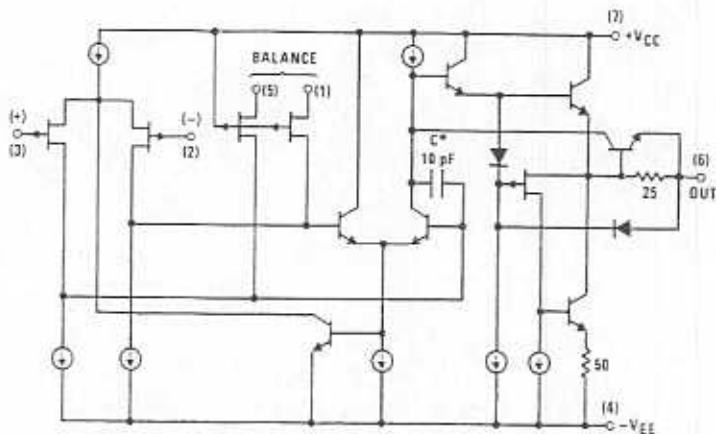 (7)
+VCC
BALANCE
(5) (1)
(+)
(3)
(-)
(2)
C*
10 pF
(6)
OUT
25
50
(4)
-VEE